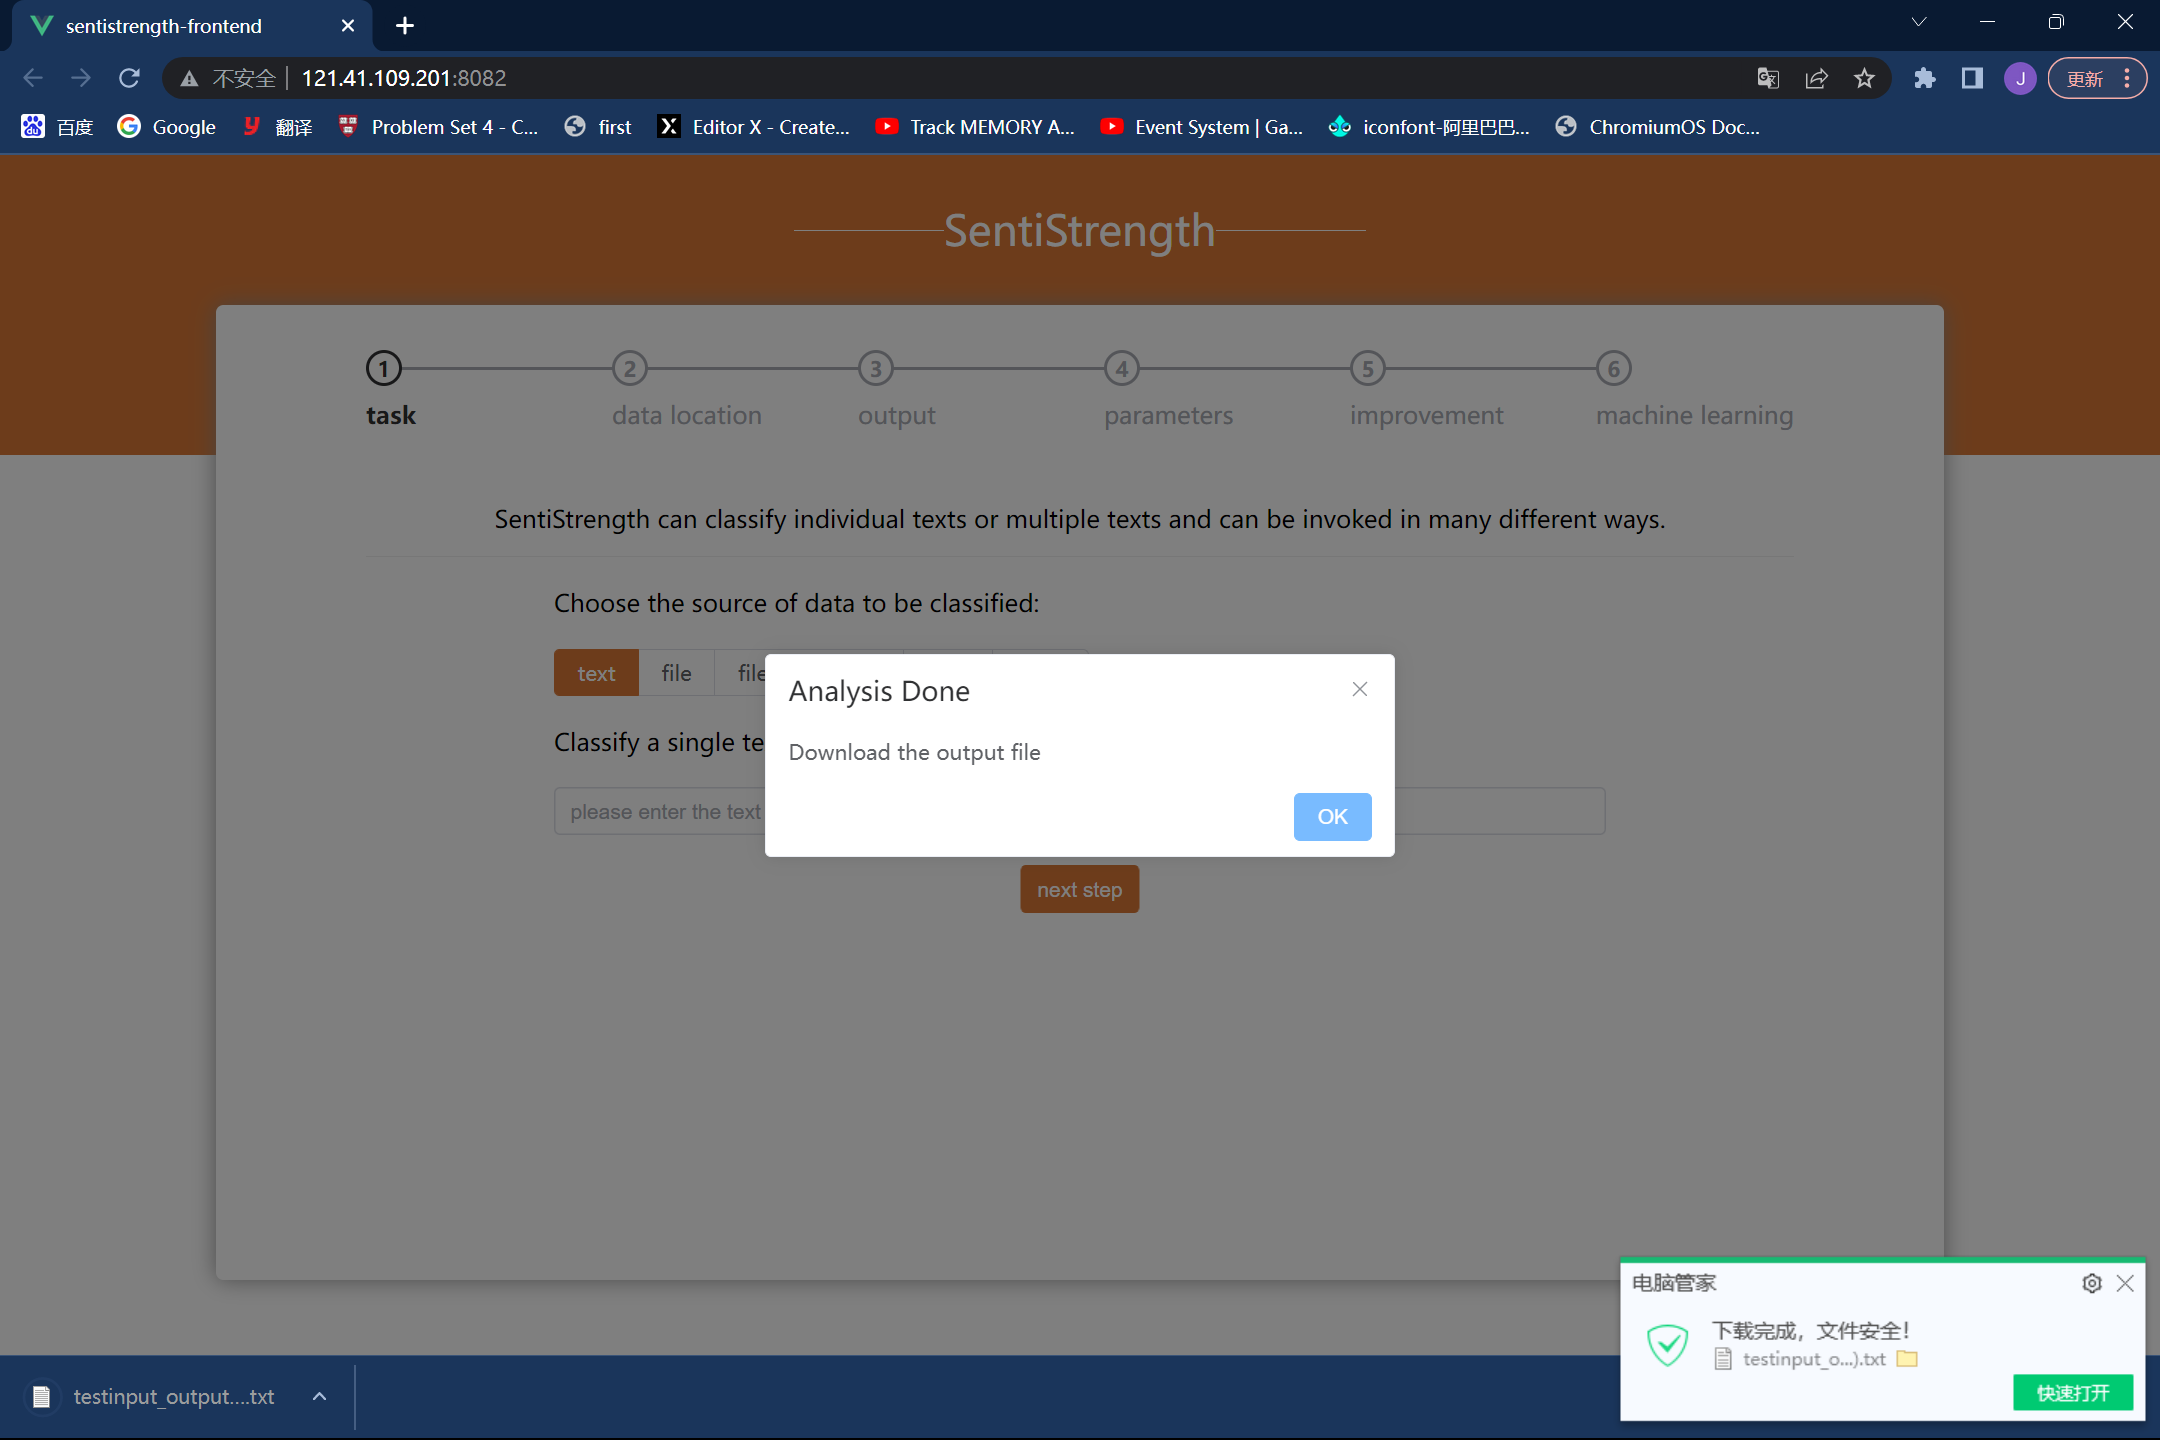 sentistrength-frontend
不安全 121.41.109.201:8082
J
更新
百度 Google 翻译 Problem Set 4 - C... first Editor X - Create... Track MEMORY A... Event System | Ga... iconfont-阿里巴巴... ChromiumOS Doc...
SentiStrength
1 2 3 4 5 6
task data location output parameters improvement machine learning
SentiStrength can classify individual texts or multiple texts and can be invoked in many different ways.
Choose the source of data to be classified:
text file file
Analysis Done
Classify a single te
Download the output file
please enter the text
OK
next step
电脑管家
下载完成，文件安全！
testinput_o...).txt
快速打开
testinput_output....txt